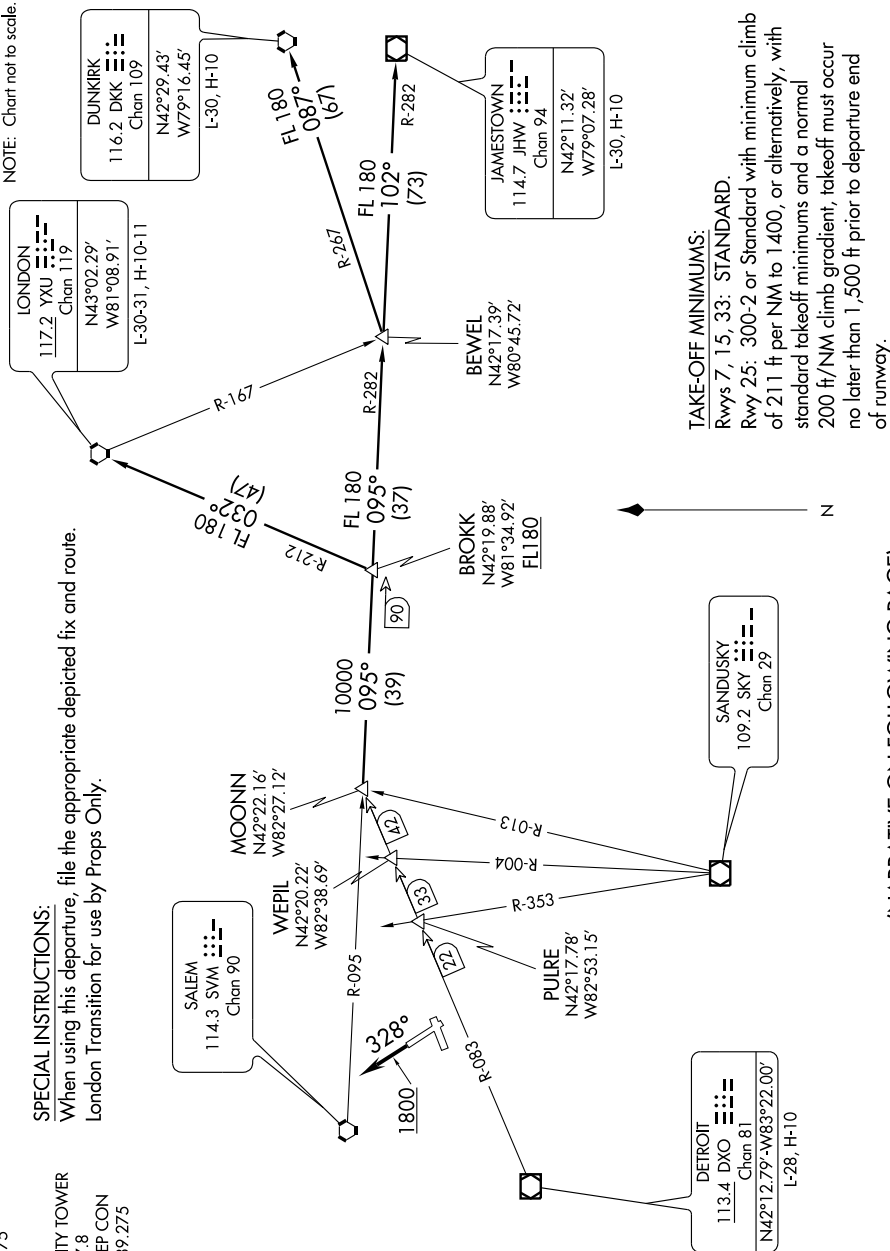 NOTE: Chart not to scale.
SPECIAL INSTRUCTIONS:
When using this departure, file the appropriate depicted fix and route.
London Transition for use by Props Only.
LONDON
117.2 YXU
Chan 119
N43°02.29'
W81°08.91'
L-30-31, H-10-11
DUNKIRK
116.2 DKK
Chan 109
N42°29.43'
W79°16.45'
L-30, H-10
SALEM
114.3 SVM
Chan 90
R-095
328°
1800
MOONN
N42°22.16'
W82°27.12'
WEPIL
N42°20.22'
W82°38.69'
PULRE
N42°17.78'
W82°53.15'
22
33
42
R-083
R-353
R-004
R-013
10000
095°
(39)
90
BROKK
N42°19.88'
W81°34.92'
FL180
FL 180
032°
(47)
R-212
FL 180
095°
(37)
R-282
R-167
BEWEL
N42°17.39'
W80°45.72'
FL 180
087°
(67)
R-267
FL 180
102°
(73)
R-282
JAMESTOWN
114.7 JHW
Chan 94
N42°11.32'
W79°07.28'
L-30, H-10
DETROIT
113.4 DXO
Chan 81
N42°12.79'-W83°22.00'
L-28, H-10
SANDUSKY
109.2 SKY
Chan 29
N
TAKE-OFF MINIMUMS:
Rwys 7, 15, 33: STANDARD.
Rwy 25: 300-2 or Standard with minimum climb
of 211 ft per NM to 1400, or alternatively, with
standard takeoff minimums and a normal
200 ft/NM climb gradient, takeoff must occur
no later than 1,500 ft prior to departure end
of runway.
TOWER
CON